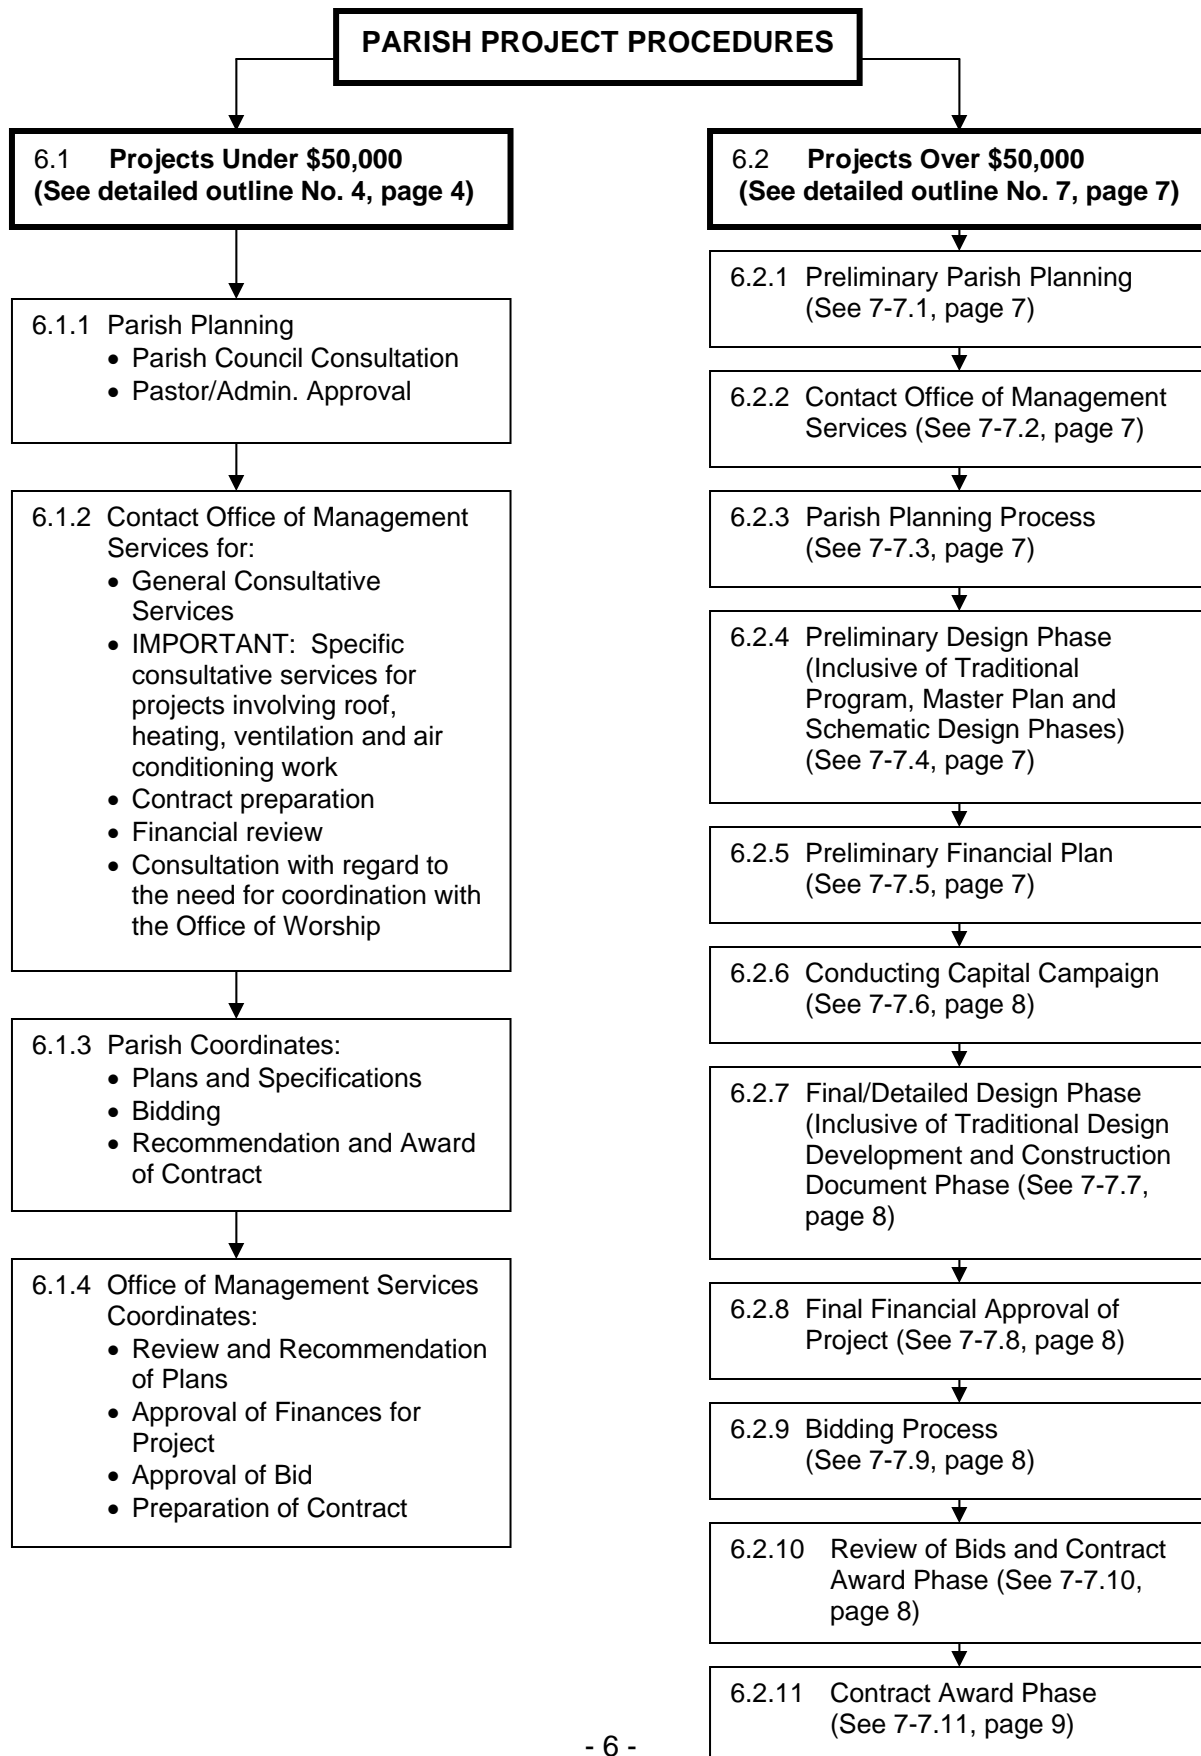 PARISH PROJECT PROCEDURES
6.1 Projects Under $50,000
(See detailed outline No. 4, page 4)
6.1.1 Parish Planning
• Parish Council Consultation
• Pastor/Admin. Approval
6.1.2 Contact Office of Management
Services for:
• General Consultative
Services
• IMPORTANT: Specific
consultative services for
projects involving roof,
heating, ventilation and air
conditioning work
• Contract preparation
• Financial review
• Consultation with regard to
the need for coordination with
the Office of Worship
6.1.3 Parish Coordinates:
• Plans and Specifications
• Bidding
• Recommendation and Award
of Contract
6.1.4 Office of Management Services
Coordinates:
• Review and Recommendation
of Plans
• Approval of Finances for
Project
• Approval of Bid
• Preparation of Contract
6.2 Projects Over $50,000
(See detailed outline No. 7, page 7)
6.2.1 Preliminary Parish Planning
(See 7-7.1, page 7)
6.2.2 Contact Office of Management
Services (See 7-7.2, page 7)
6.2.3 Parish Planning Process
(See 7-7.3, page 7)
6.2.4 Preliminary Design Phase
(Inclusive of Traditional
Program, Master Plan and
Schematic Design Phases)
(See 7-7.4, page 7)
6.2.5 Preliminary Financial Plan
(See 7-7.5, page 7)
6.2.6 Conducting Capital Campaign
(See 7-7.6, page 8)
6.2.7 Final/Detailed Design Phase
(Inclusive of Traditional Design
Development and Construction
Document Phase (See 7-7.7,
page 8)
6.2.8 Final Financial Approval of
Project (See 7-7.8, page 8)
6.2.9 Bidding Process
(See 7-7.9, page 8)
6.2.10 Review of Bids and Contract
Award Phase (See 7-7.10,
page 8)
6.2.11 Contract Award Phase
(See 7-7.11, page 9)
- 6 -